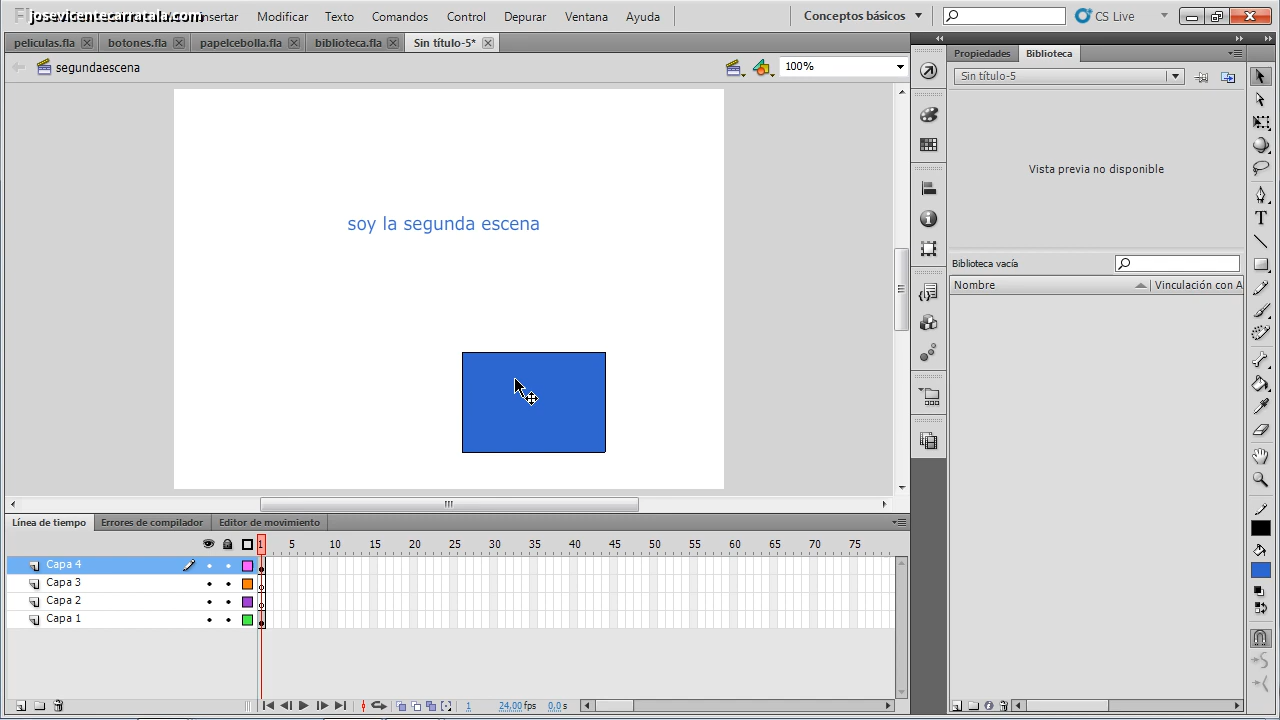 josevicentecarratala.com Insertar Modificar Texto Comandos Control Depurar Ventana Ayuda Conceptos básicos CS Live
peliculas.fla botones.fla papelcebolla.fla biblioteca.fla Sin título-5*
Propiedades Biblioteca
segundaescena 100%
Sin título-5
Vista previa no disponible
soy la segunda escena
Biblioteca vacía
Nombre Vinculación con A
Línea de tiempo Errores de compilador Editor de movimiento
1 5 10 15 20 25 30 35 40 45 50 55 60 65 70 75
Capa 4
Capa 3
Capa 2
Capa 1
1 24.00 fps 0.0 s